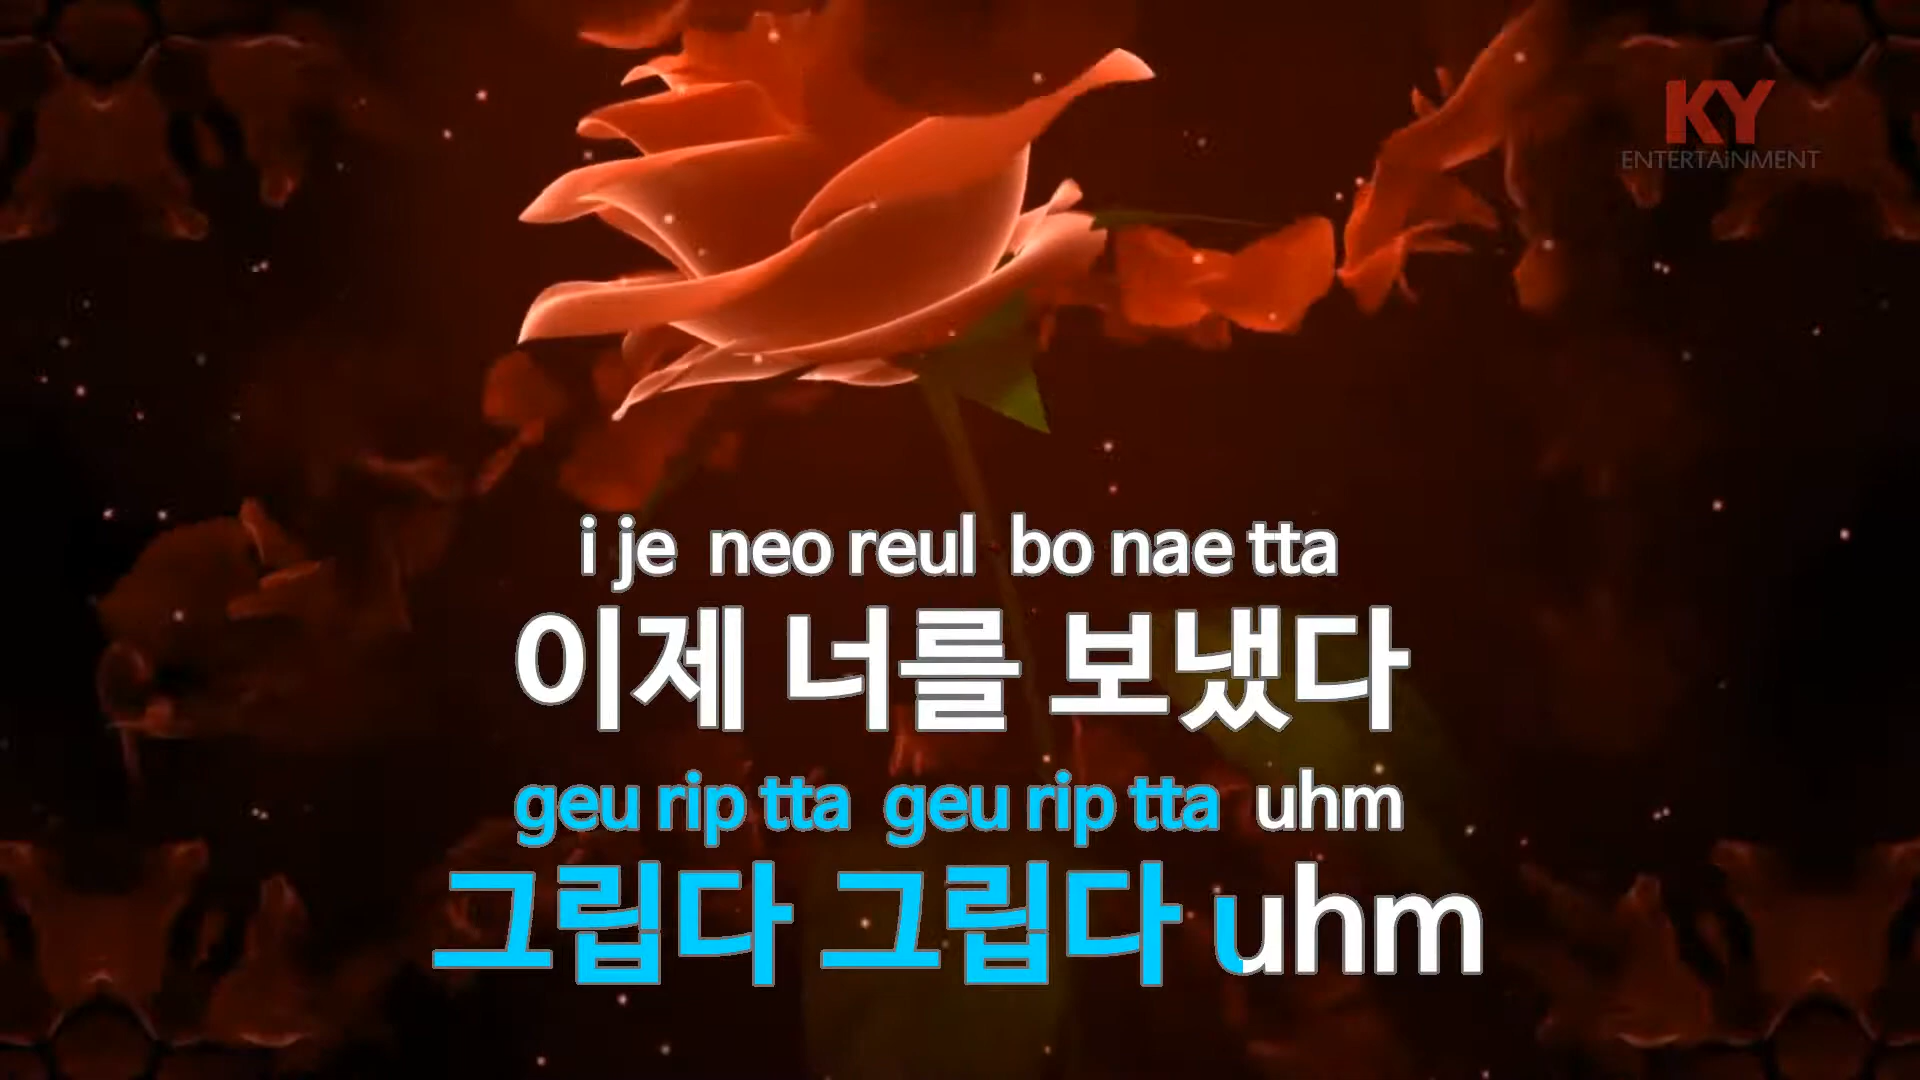 KY
ENTERTAiNMENT
i je neo reul bo nae tta
이제 너를 보냈다
geu rip tta geu rip tta uhm
그립다 그립다 uhm